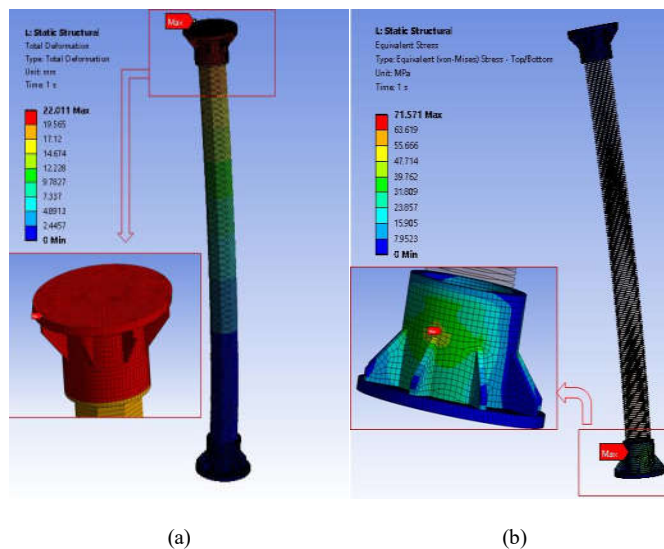 L: Static Structural
Total Deformation
Type: Total Deformation
Unit: mm
Time: 1 s
22.011 Max
19.565
17.12
14.674
12.228
9.7827
7.337
4.8913
2.4457
0 Min
Max
L: Static Structural
Equivalent Stress
Type: Equivalent (von-Mises) Stress - Top/Bottom
Unit: MPa
Time: 1 s
71.571 Max
63.619
55.666
47.714
39.762
31.809
23.857
15.905
7.9523
0 Min
Max
(a)
(b)